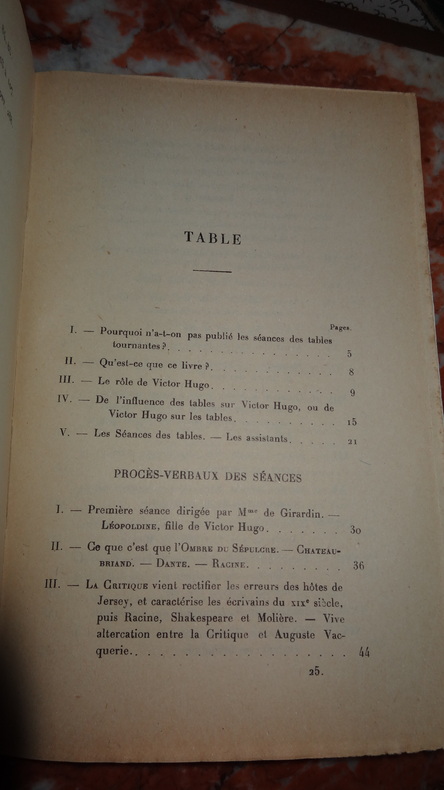 TABLE
Pages.
I. — Pourquoi n'a-t-on pas publié les séances des tables
tournantes?. . . . . . . . . . . . . . . 5
II. — Qu'est-ce que ce livre?. . . . . . . . . . . . 8
III. — Le rôle de Victor Hugo. . . . . . . . . . . . 9
IV. — De l'influence des tables sur Victor Hugo, ou de
Victor Hugo sur les tables. . . . . . . . . . 15
V. — Les Séances des tables. — Les assistants. . . . . 21
PROCÈS-VERBAUX DES SÉANCES
I. — Première séance dirigée par Mme de Girardin. —
LÉOPOLDINE, fille de Victor Hugo. . . . . . . 30
II. — Ce que c'est que l'OMBRE DU SÉPULCRE. — CHATEAU-
BRIAND. — DANTE. — RACINE. . . . . . . . . 36
III. — LA CRITIQUE vient rectifier les erreurs des hôtes de
Jersey, et caractérise les écrivains du XIXe siècle,
puis Racine, Shakespeare et Molière. — Vive
altercation entre la Critique et Auguste Vac-
querie. . . . . . . . . . . . . . . . . 44
25.